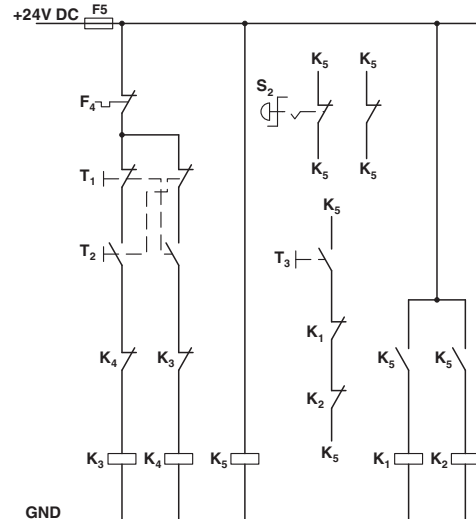 +24V DC F5
K5 K5
S2
F4
K5 K5
T1
K5
T2 T3
K1
K4 K3 K5 K5
K2
K5
K3 K4 K5 K1 K2
GND